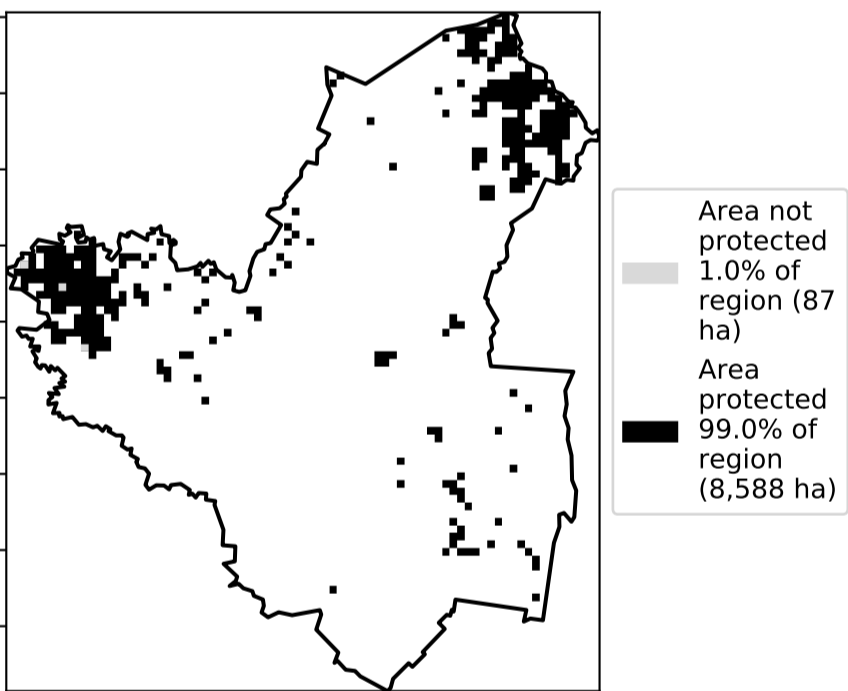 Area not
protected
1.0% of
region (87
ha)
Area
protected
99.0% of
region
(8,588 ha)